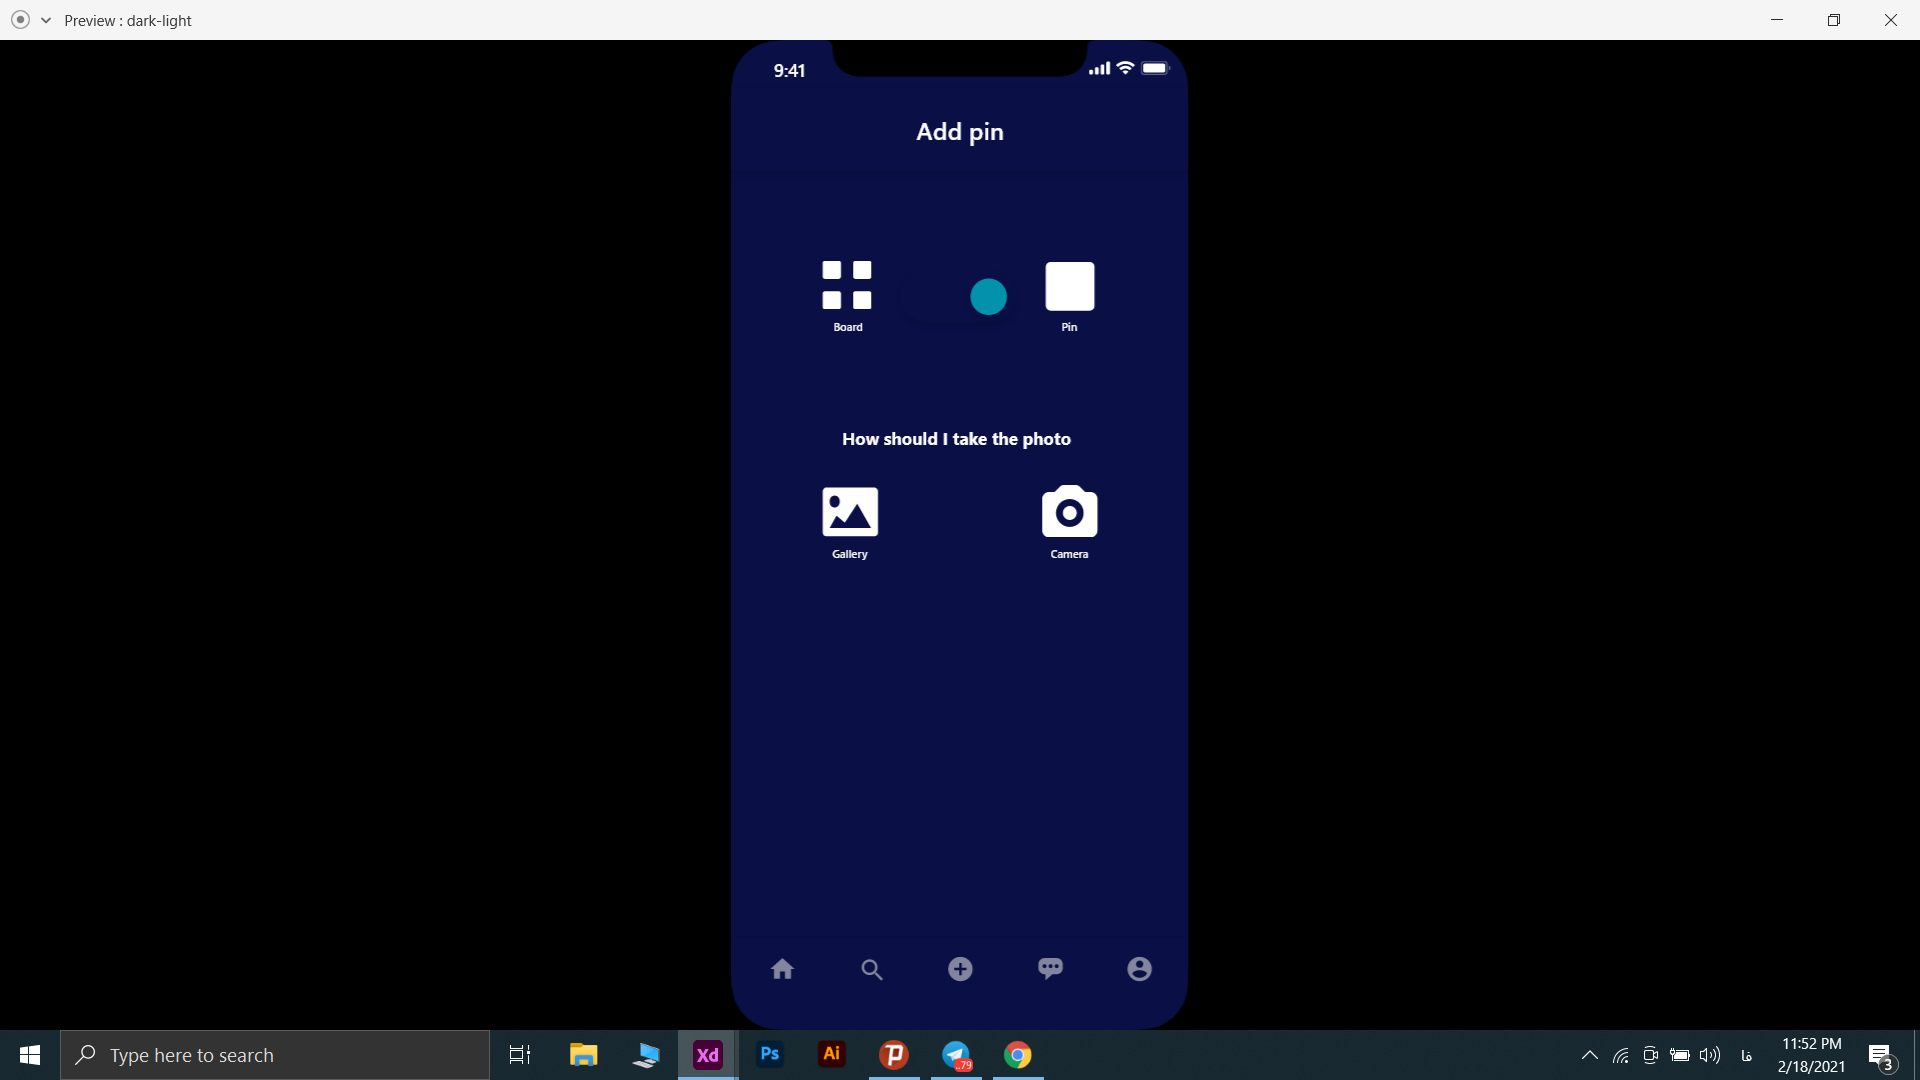 Preview : dark-light
9:41
Add pin
Board
Pin
How should I take the photo
Gallery
Camera
Type here to search
Xd
Ps
Ai
..79
فا
11:52 PM
2/18/2021
3